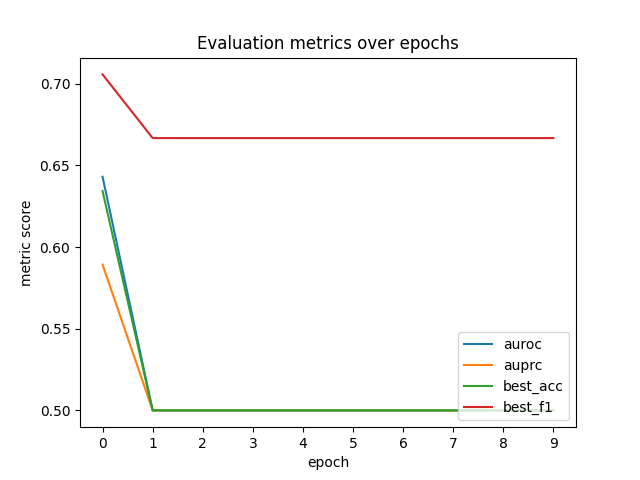 Evaluation metrics over epochs
metric score
0.70
0.65
0.60
0.55
0.50
auroc
auprc
best_acc
best_f1
0 1 2 3 4 5 6 7 8 9
epoch